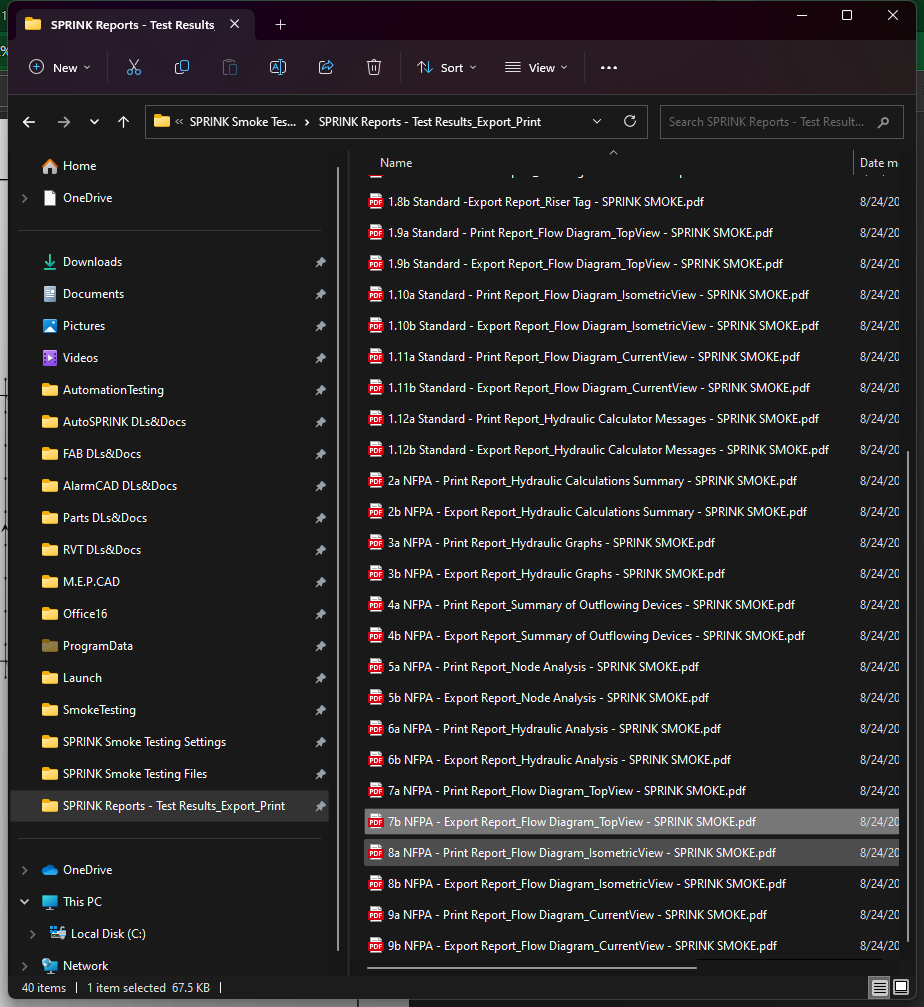 SPRINK Reports - Test Results_
New
Sort
View
SPRINK Smoke Tes... › SPRINK Reports - Test Results_Export_Print
Search SPRINK Reports - Test Result...
Home
OneDrive
Downloads
Documents
Pictures
Videos
AutomationTesting
AutoSPRINK DLs&Docs
FAB DLs&Docs
AlarmCAD DLs&Docs
Parts DLs&Docs
RVT DLs&Docs
M.E.P.CAD
Office16
ProgramData
Launch
SmokeTesting
SPRINK Smoke Testing Settings
SPRINK Smoke Testing Files
SPRINK Reports - Test Results_Export_Print
OneDrive
This PC
Local Disk (C:)
Network
Name Date m
1.8b Standard -Export Report_Riser Tag - SPRINK SMOKE.pdf 8/24/20
1.9a Standard - Print Report_Flow Diagram_TopView - SPRINK SMOKE.pdf 8/24/20
1.9b Standard - Export Report_Flow Diagram_TopView - SPRINK SMOKE.pdf 8/24/20
1.10a Standard - Print Report_Flow Diagram_IsometricView - SPRINK SMOKE.pdf 8/24/20
1.10b Standard - Export Report_Flow Diagram_IsometricView - SPRINK SMOKE.pdf 8/24/20
1.11a Standard - Print Report_Flow Diagram_CurrentView - SPRINK SMOKE.pdf 8/24/20
1.11b Standard - Export Report_Flow Diagram_CurrentView - SPRINK SMOKE.pdf 8/24/20
1.12a Standard - Print Report_Hydraulic Calculator Messages - SPRINK SMOKE.pdf 8/24/20
1.12b Standard - Export Report_Hydraulic Calculator Messages - SPRINK SMOKE.pdf 8/24/20
2a NFPA - Print Report_Hydraulic Calculations Summary - SPRINK SMOKE.pdf 8/24/20
2b NFPA - Export Report_Hydraulic Calculations Summary - SPRINK SMOKE.pdf 8/24/20
3a NFPA - Print Report_Hydraulic Graphs - SPRINK SMOKE.pdf 8/24/20
3b NFPA - Export Report_Hydraulic Graphs - SPRINK SMOKE.pdf 8/24/20
4a NFPA - Print Report_Summary of Outflowing Devices - SPRINK SMOKE.pdf 8/24/20
4b NFPA - Export Report_Summary of Outflowing Devices - SPRINK SMOKE.pdf 8/24/20
5a NFPA - Print Report_Node Analysis - SPRINK SMOKE.pdf 8/24/20
5b NFPA - Export Report_Node Analysis - SPRINK SMOKE.pdf 8/24/20
6a NFPA - Print Report_Hydraulic Analysis - SPRINK SMOKE.pdf 8/24/20
6b NFPA - Export Report_Hydraulic Analysis - SPRINK SMOKE.pdf 8/24/20
7a NFPA - Print Report_Flow Diagram_TopView - SPRINK SMOKE.pdf 8/24/20
7b NFPA - Export Report_Flow Diagram_TopView - SPRINK SMOKE.pdf 8/24/20
8a NFPA - Print Report_Flow Diagram_IsometricView - SPRINK SMOKE.pdf 8/24/20
8b NFPA - Export Report_Flow Diagram_IsometricView - SPRINK SMOKE.pdf 8/24/20
9a NFPA - Print Report_Flow Diagram_CurrentView - SPRINK SMOKE.pdf 8/24/20
9b NFPA - Export Report_Flow Diagram_CurrentView - SPRINK SMOKE.pdf 8/24/20
40 items | 1 item selected 67.5 KB |